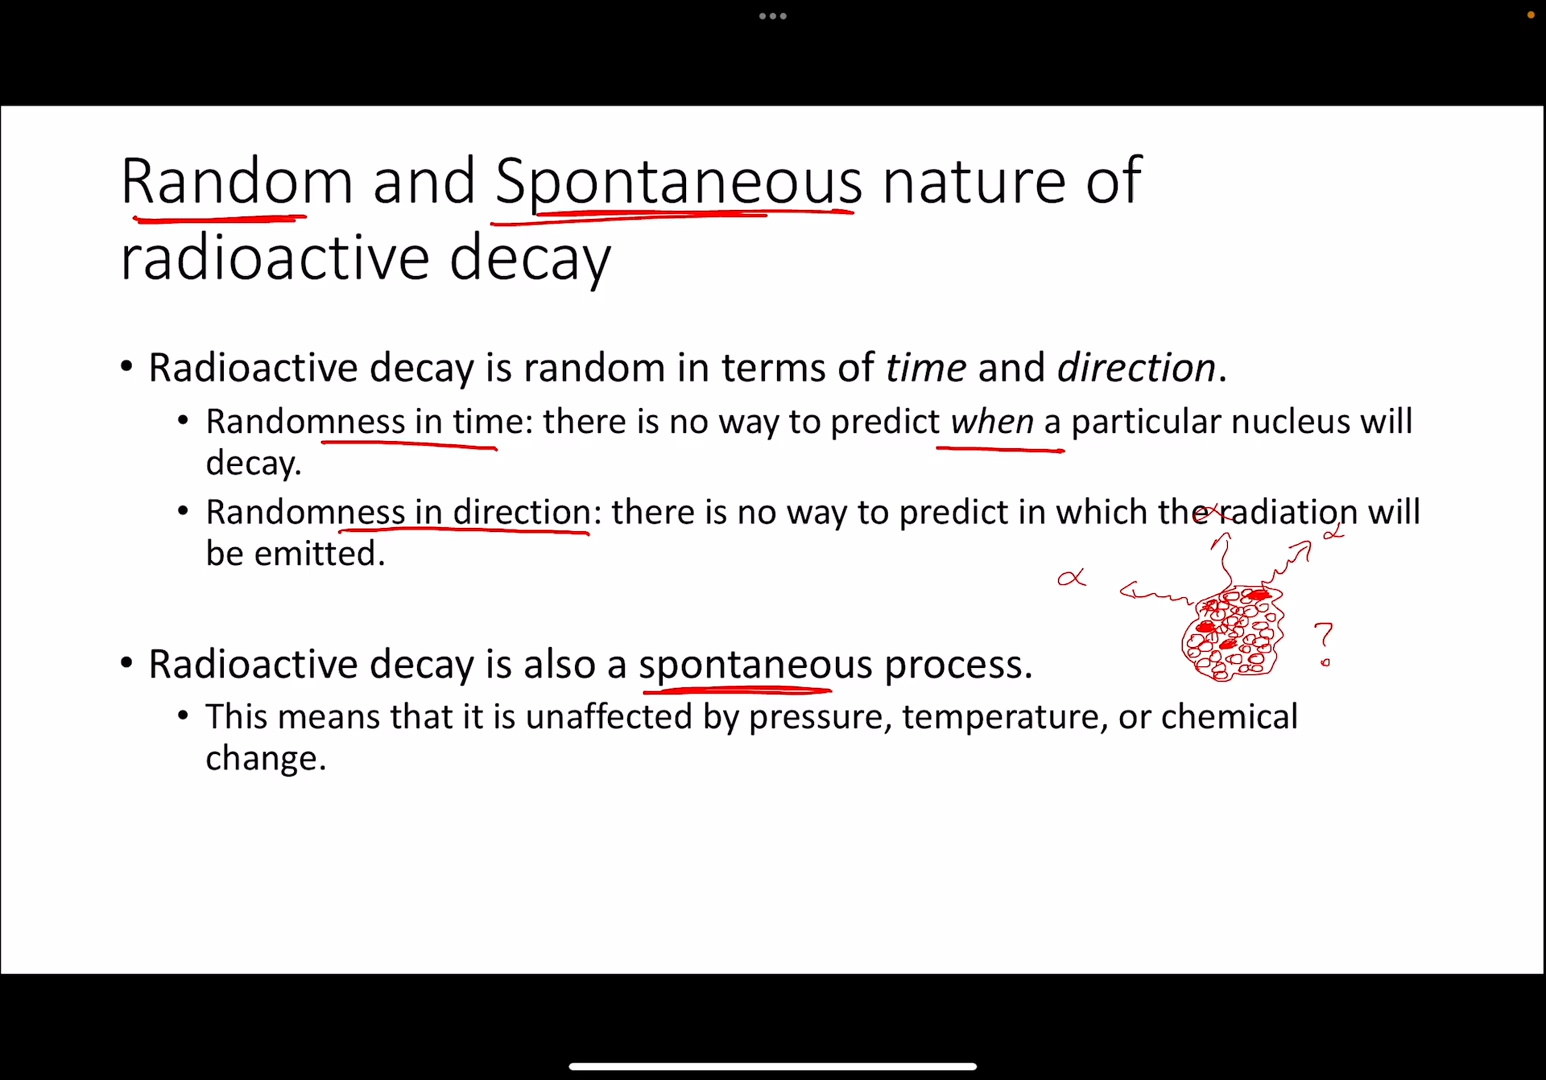 Random and Spontaneous nature of
radioactive decay
• Radioactive decay is random in terms of time and direction.
• Randomness in time: there is no way to predict when a particular nucleus will
decay.
• Randomness in direction: there is no way to predict in which the radiation will
be emitted.
α
α
α
?
• Radioactive decay is also a spontaneous process.
• This means that it is unaffected by pressure, temperature, or chemical
change.